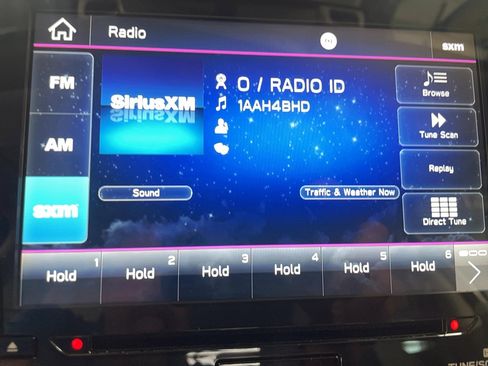 Radio
sxm
FM
AM
sxm
SiriusXM
0 / RADIO ID
1AAH4BHD
Sound
Traffic & Weather Now
Browse
Tune Scan
Replay
Direct Tune
1 Hold
2 Hold
3 Hold
4 Hold
5 Hold
6 Hold